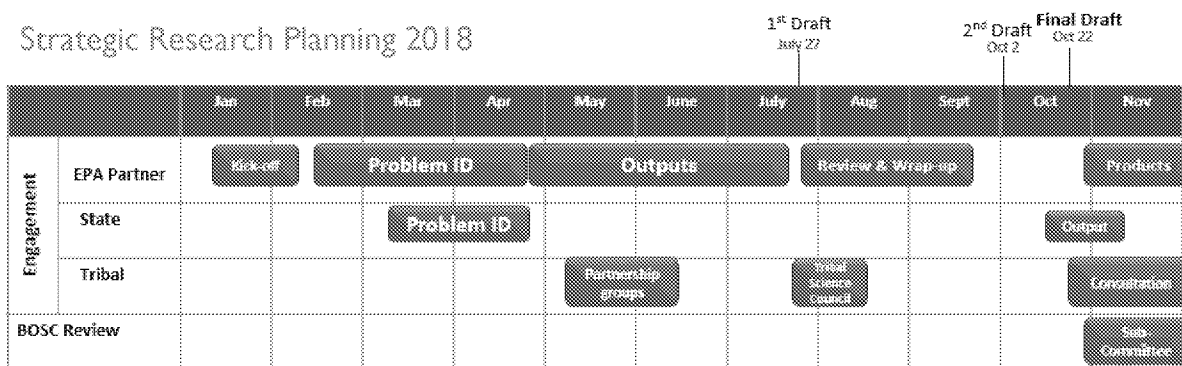 Strategic Research Planning 2018
1st Draft
July 27
2nd Draft
Oct 2
Final Draft
Oct 22
Jan Feb Mar Apr May June July Aug Sept Oct Nov
Engagement
EPA Partner
Kick-off
Problem ID
Outputs
Review & Wrap-up
Products
State
Problem ID
Output
Tribal
Partnership
groups
Tribal
Science
Council
Consultation
BOSC Review
Sub
Committee